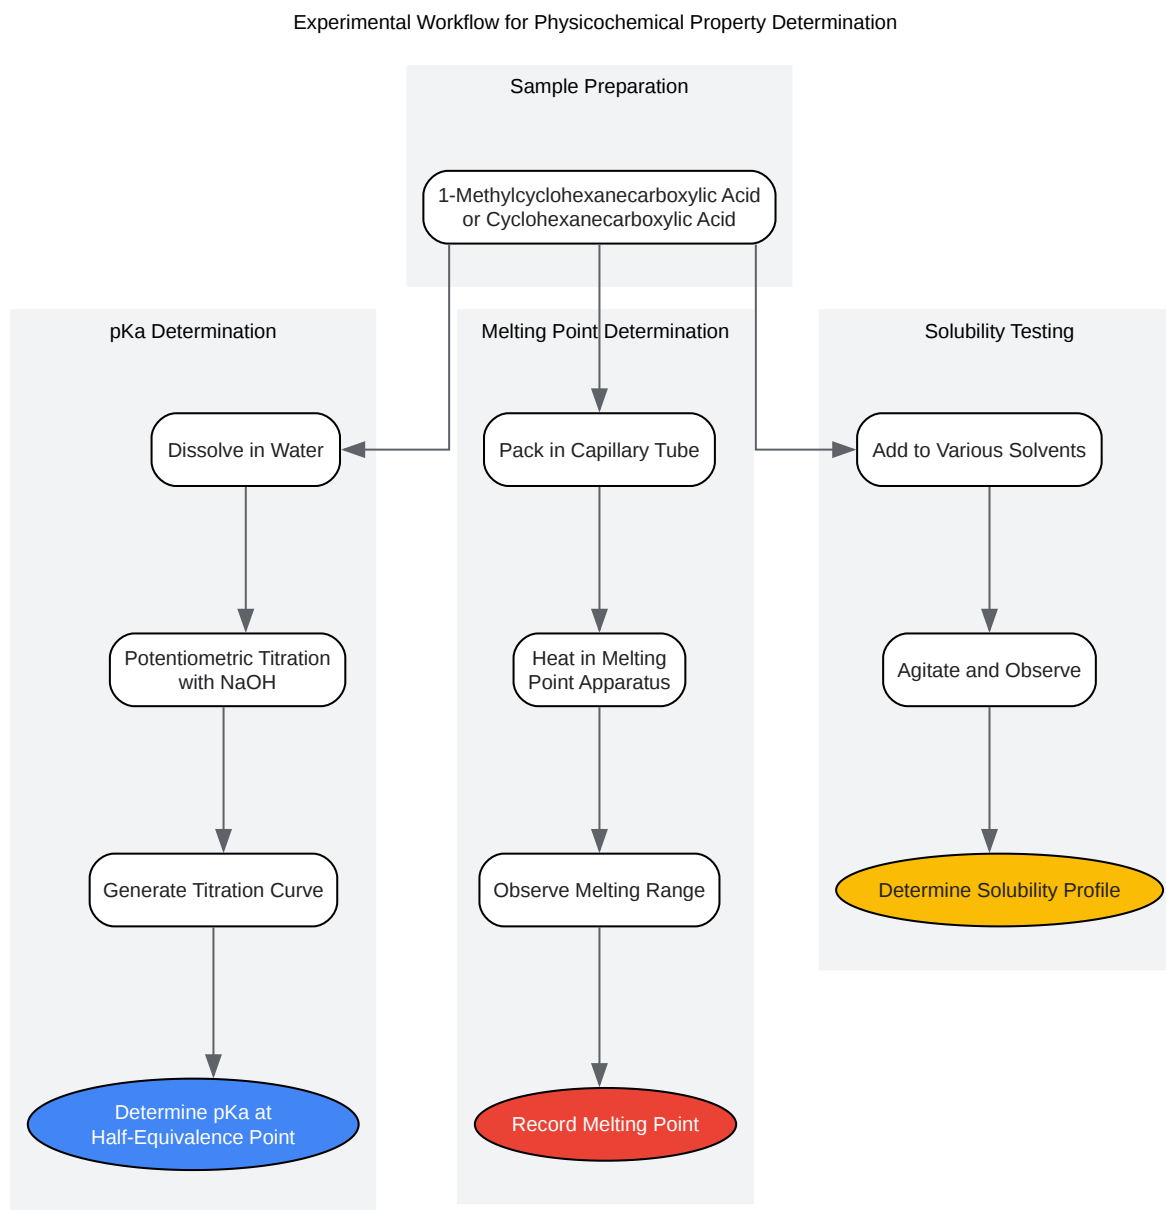 Experimental Workflow for Physicochemical Property Determination
Sample Preparation
1-Methylcyclohexanecarboxylic Acid
or Cyclohexanecarboxylic Acid
pKa Determination
Dissolve in Water
Potentiometric Titration
with NaOH
Generate Titration Curve
Determine pKa at
Half-Equivalence Point
Melting Point Determination
Pack in Capillary Tube
Heat in Melting
Point Apparatus
Observe Melting Range
Record Melting Point
Solubility Testing
Add to Various Solvents
Agitate and Observe
Determine Solubility Profile